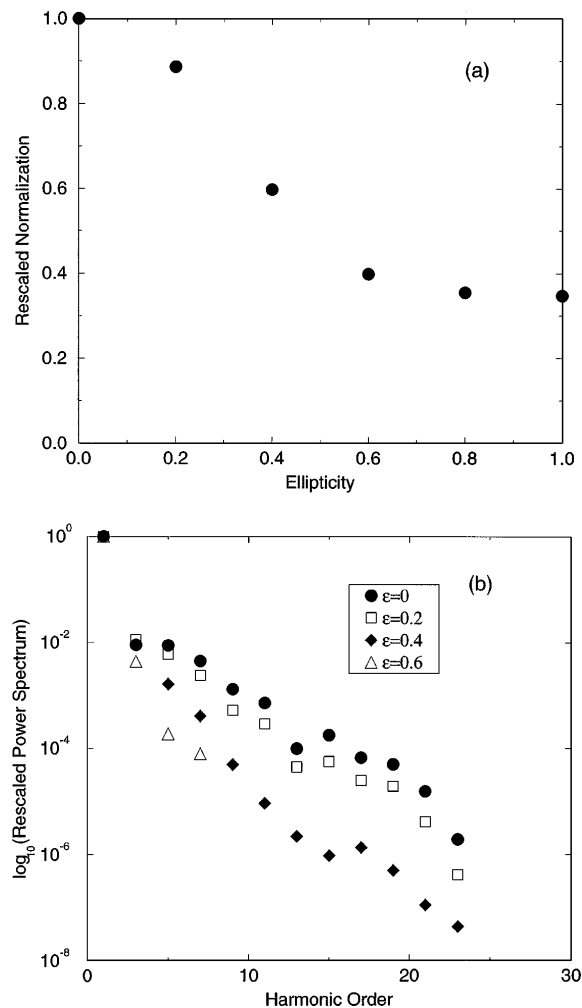 1.0
(a)
0.8
0.6
0.4
0.2
0.0
Rescaled Normalization
0.0 0.2 0.4 0.6 0.8 1.0
Ellipticity
10^0
(b)
ε=0
ε=0.2
ε=0.4
ε=0.6
10^-2
10^-4
10^-6
10^-8
log10(Rescaled Power Spectrum)
0 10 20 30
Harmonic Order